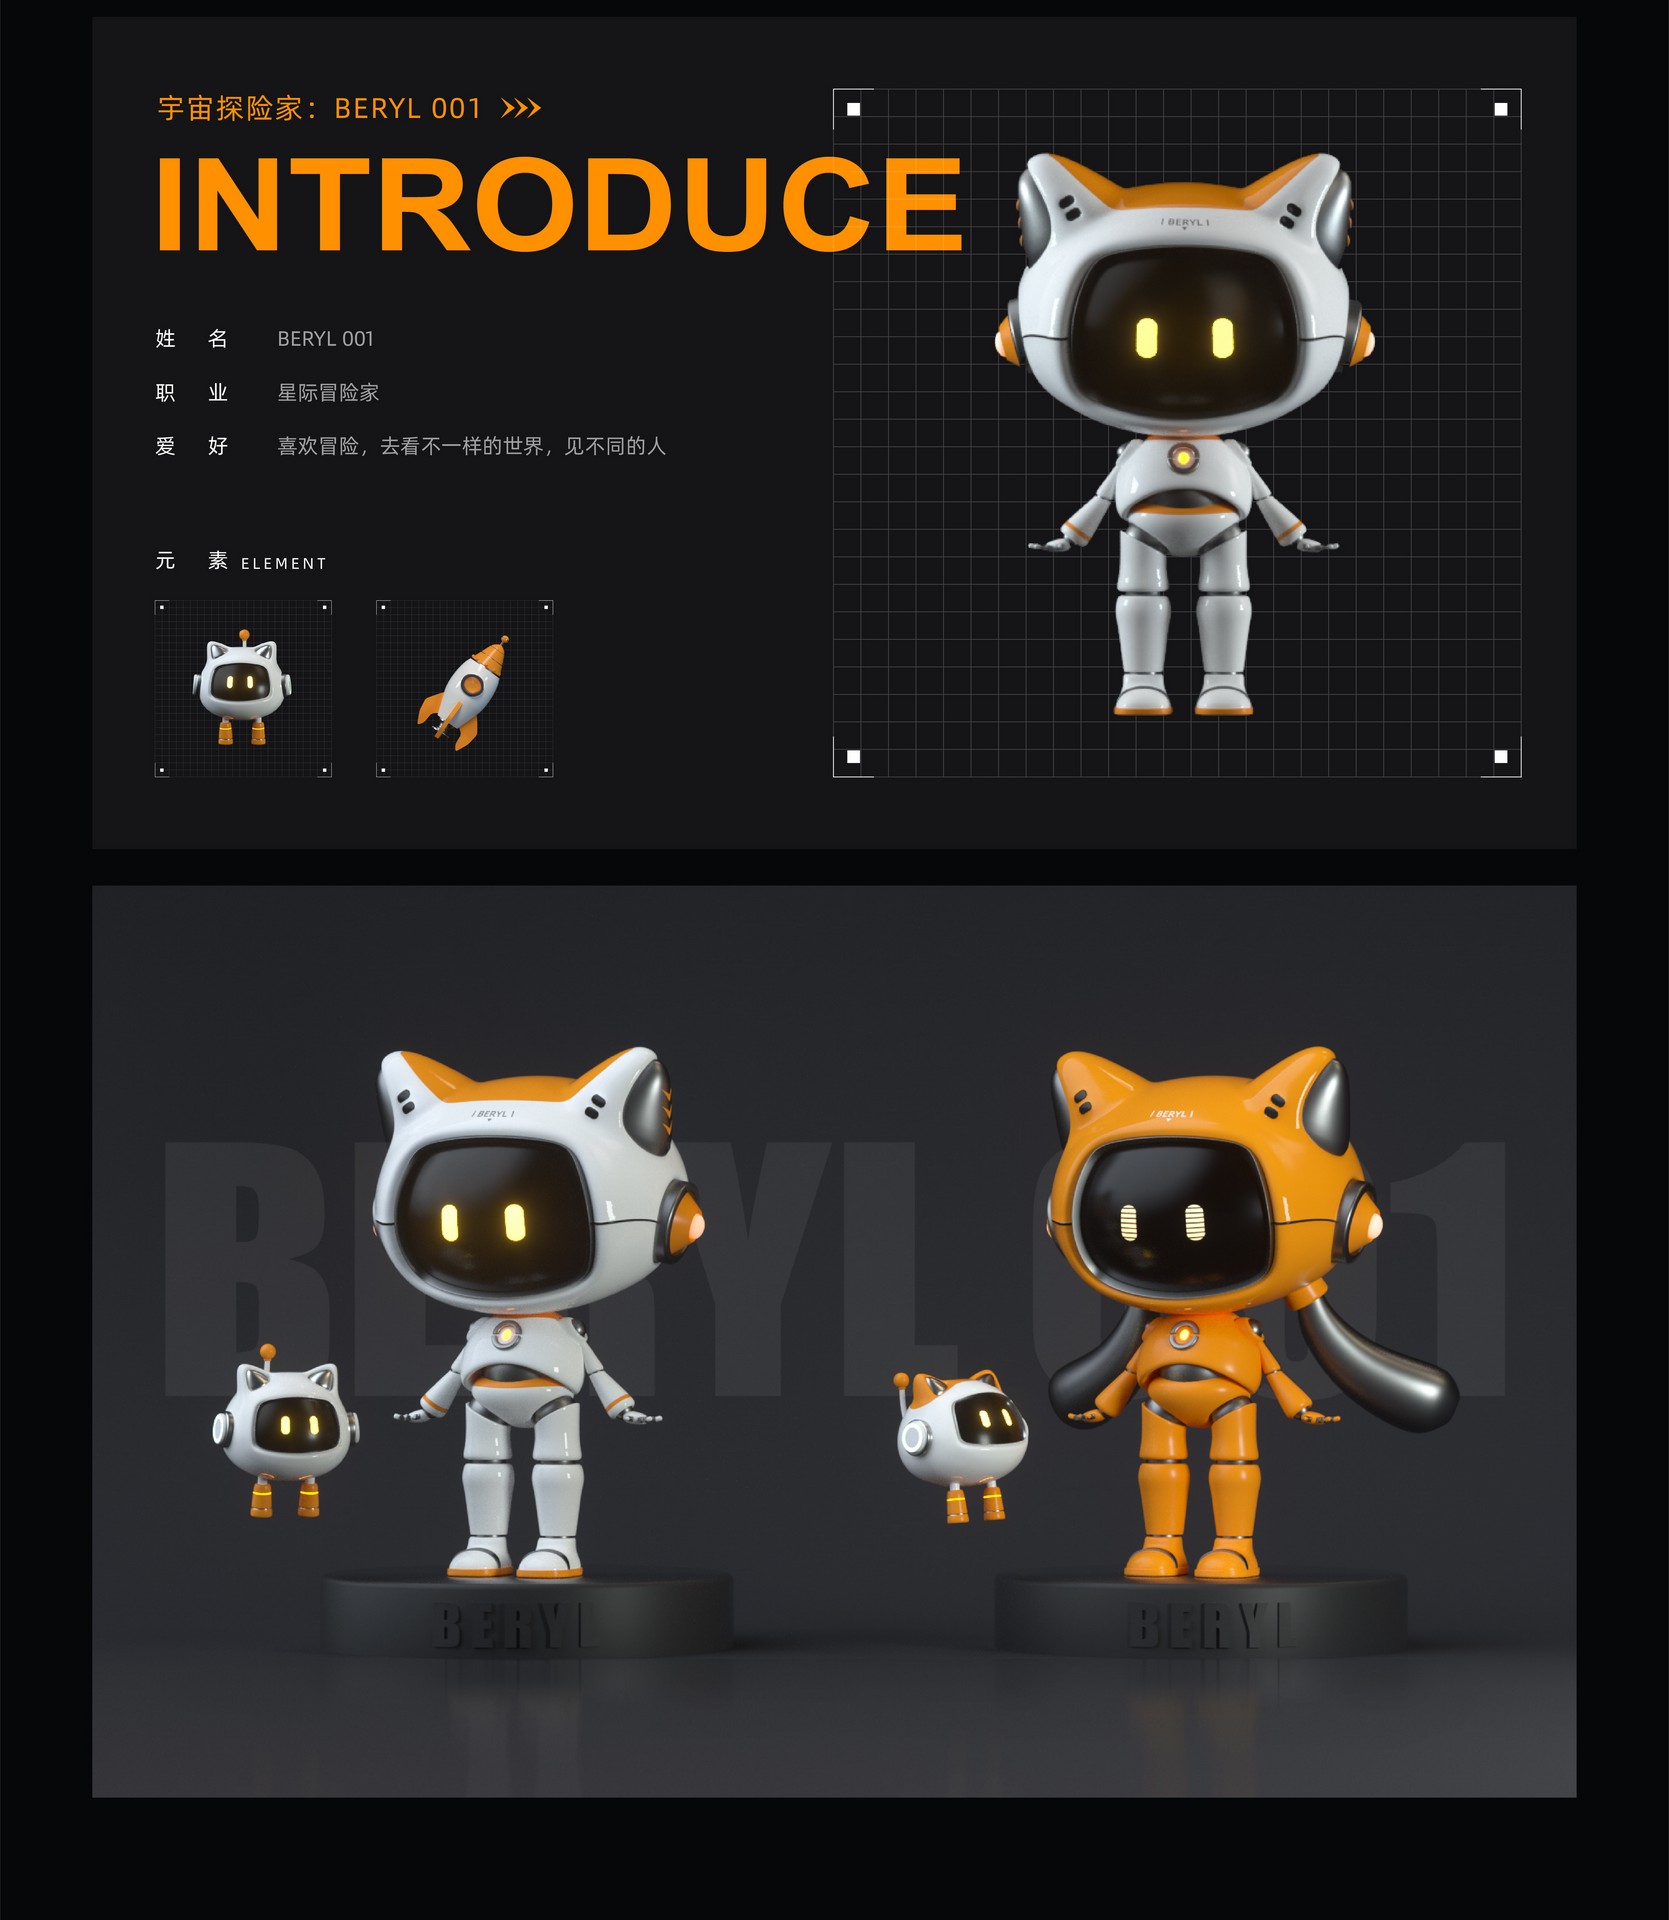 宇宙探险家：BERYL 001
INTRODUCE
姓 名 BERYL 001
职 业 星际冒险家
爱 好 喜欢冒险，去看不一样的世界，见不同的人
元 素 ELEMENT
/ BERYL \
BERYL001
/ BERYL \
/ BERYL \
BERYL
BERYL